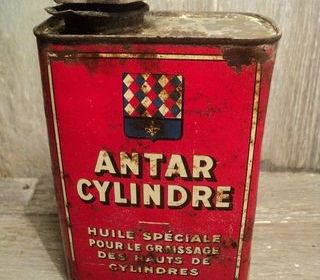 ANTAR
CYLINDRE
HUILE SPÉCIALE
POUR LE GRAISSAGE
DES HAUTS DE
CYLINDRES